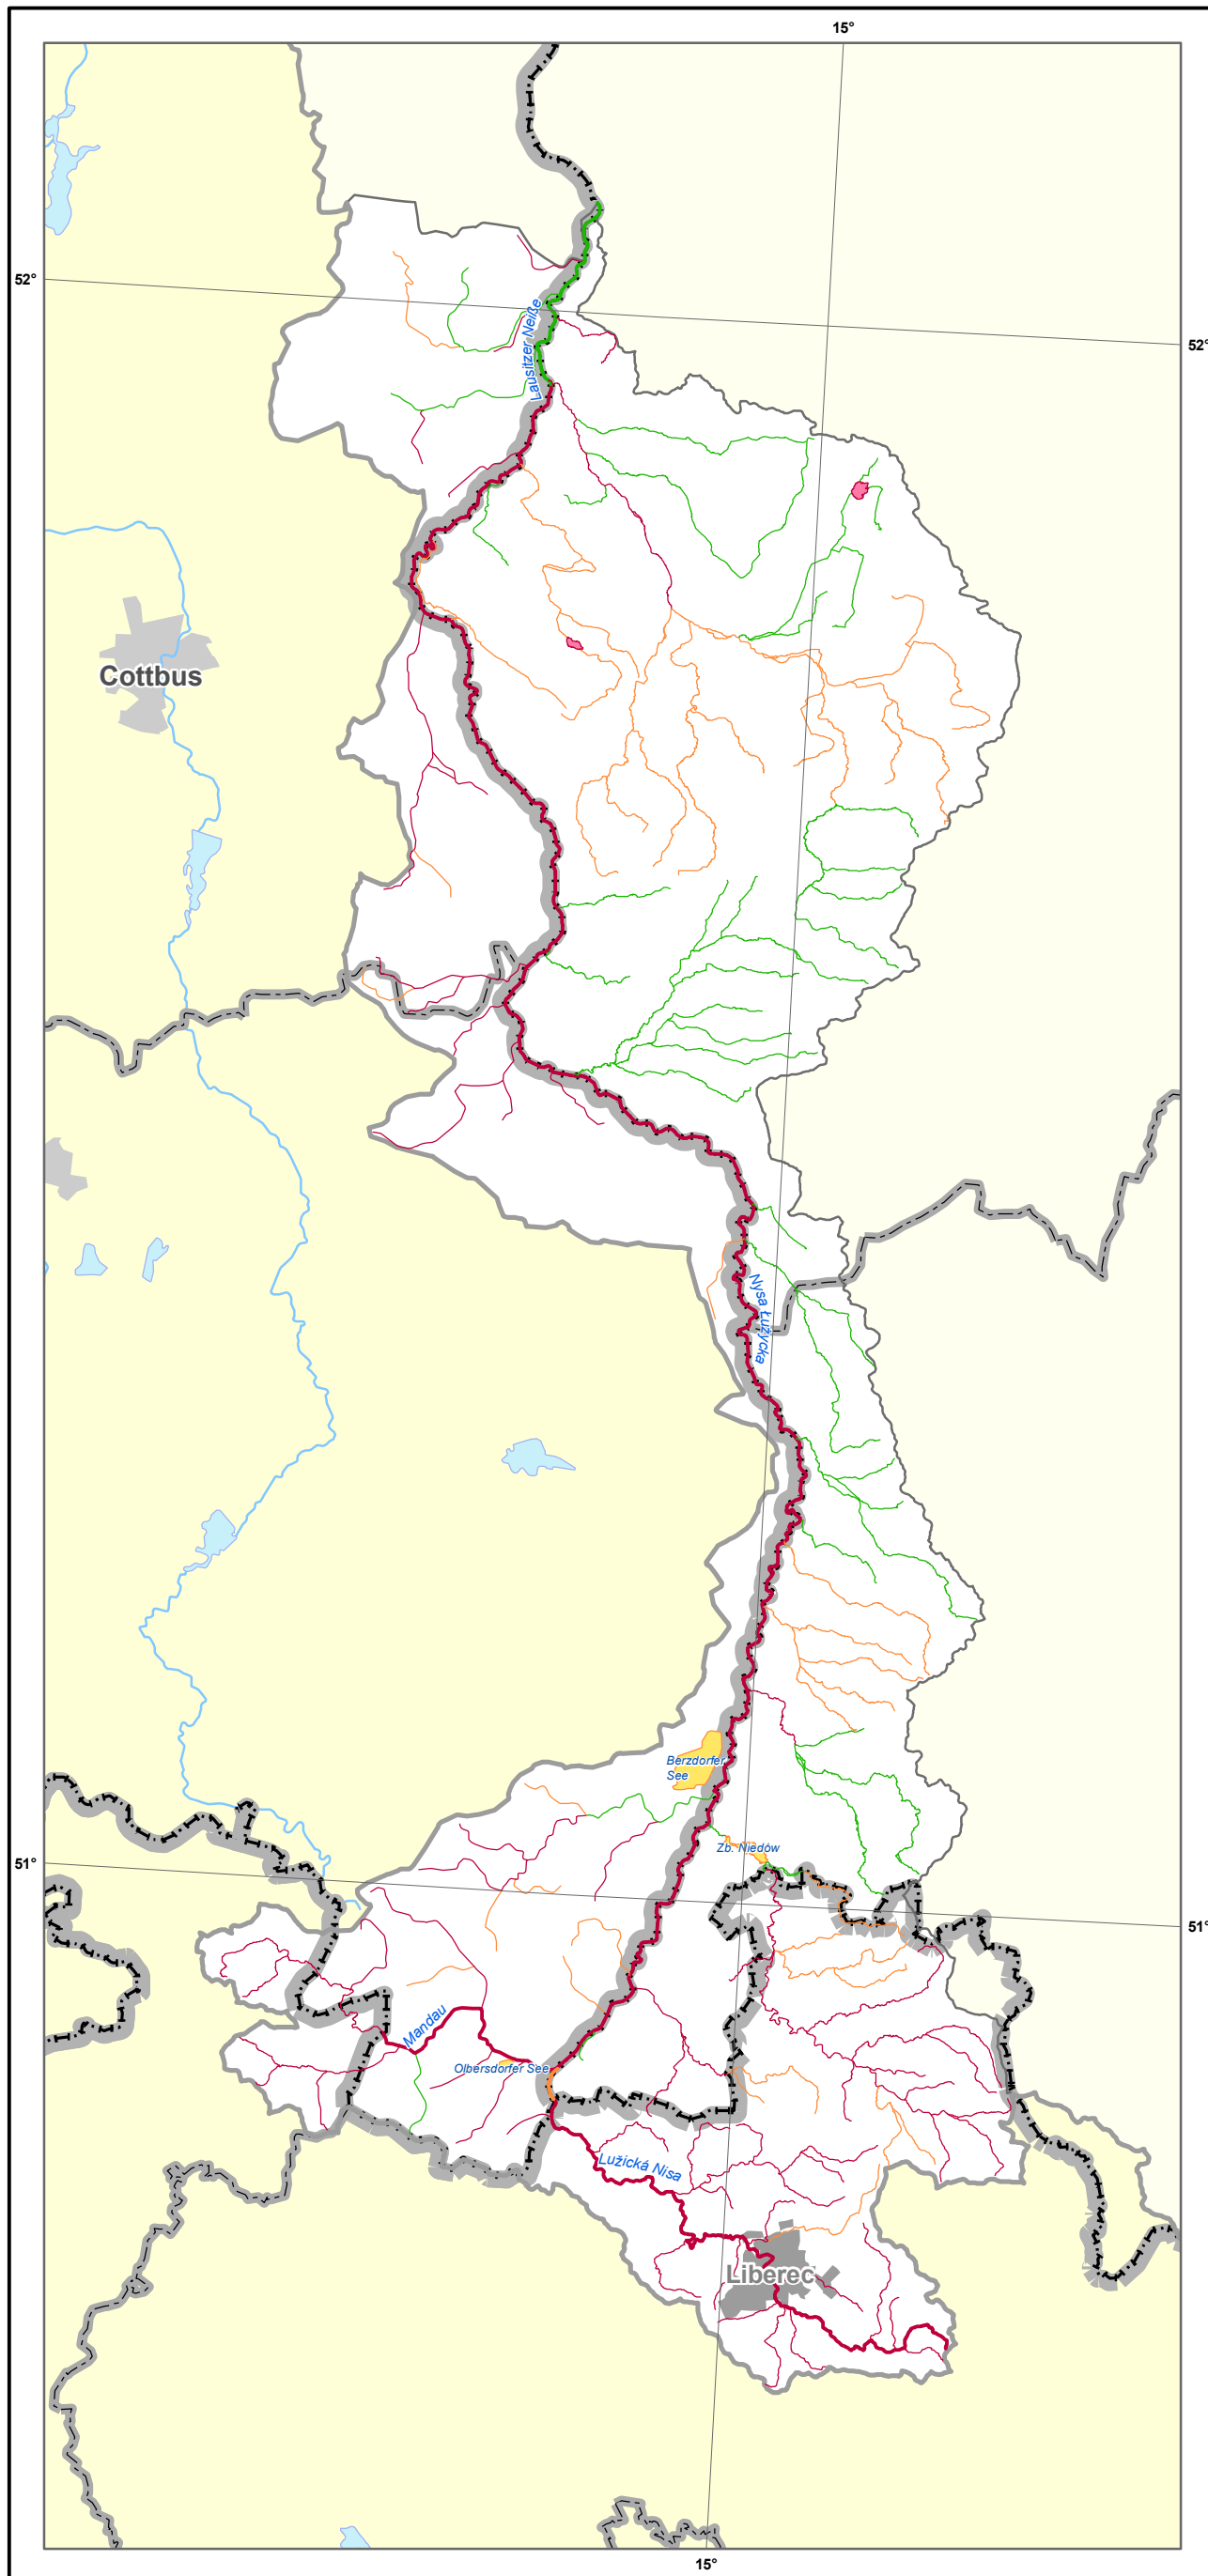 15°
52°
Lausitzer Neiße
52°
Cottbus
Nysa Łużycka
Berzdorfer
See
Zb. Niedów
51°
51°
Mandau
Olbersdorfer See
Lužická Nisa
Liberec
15°